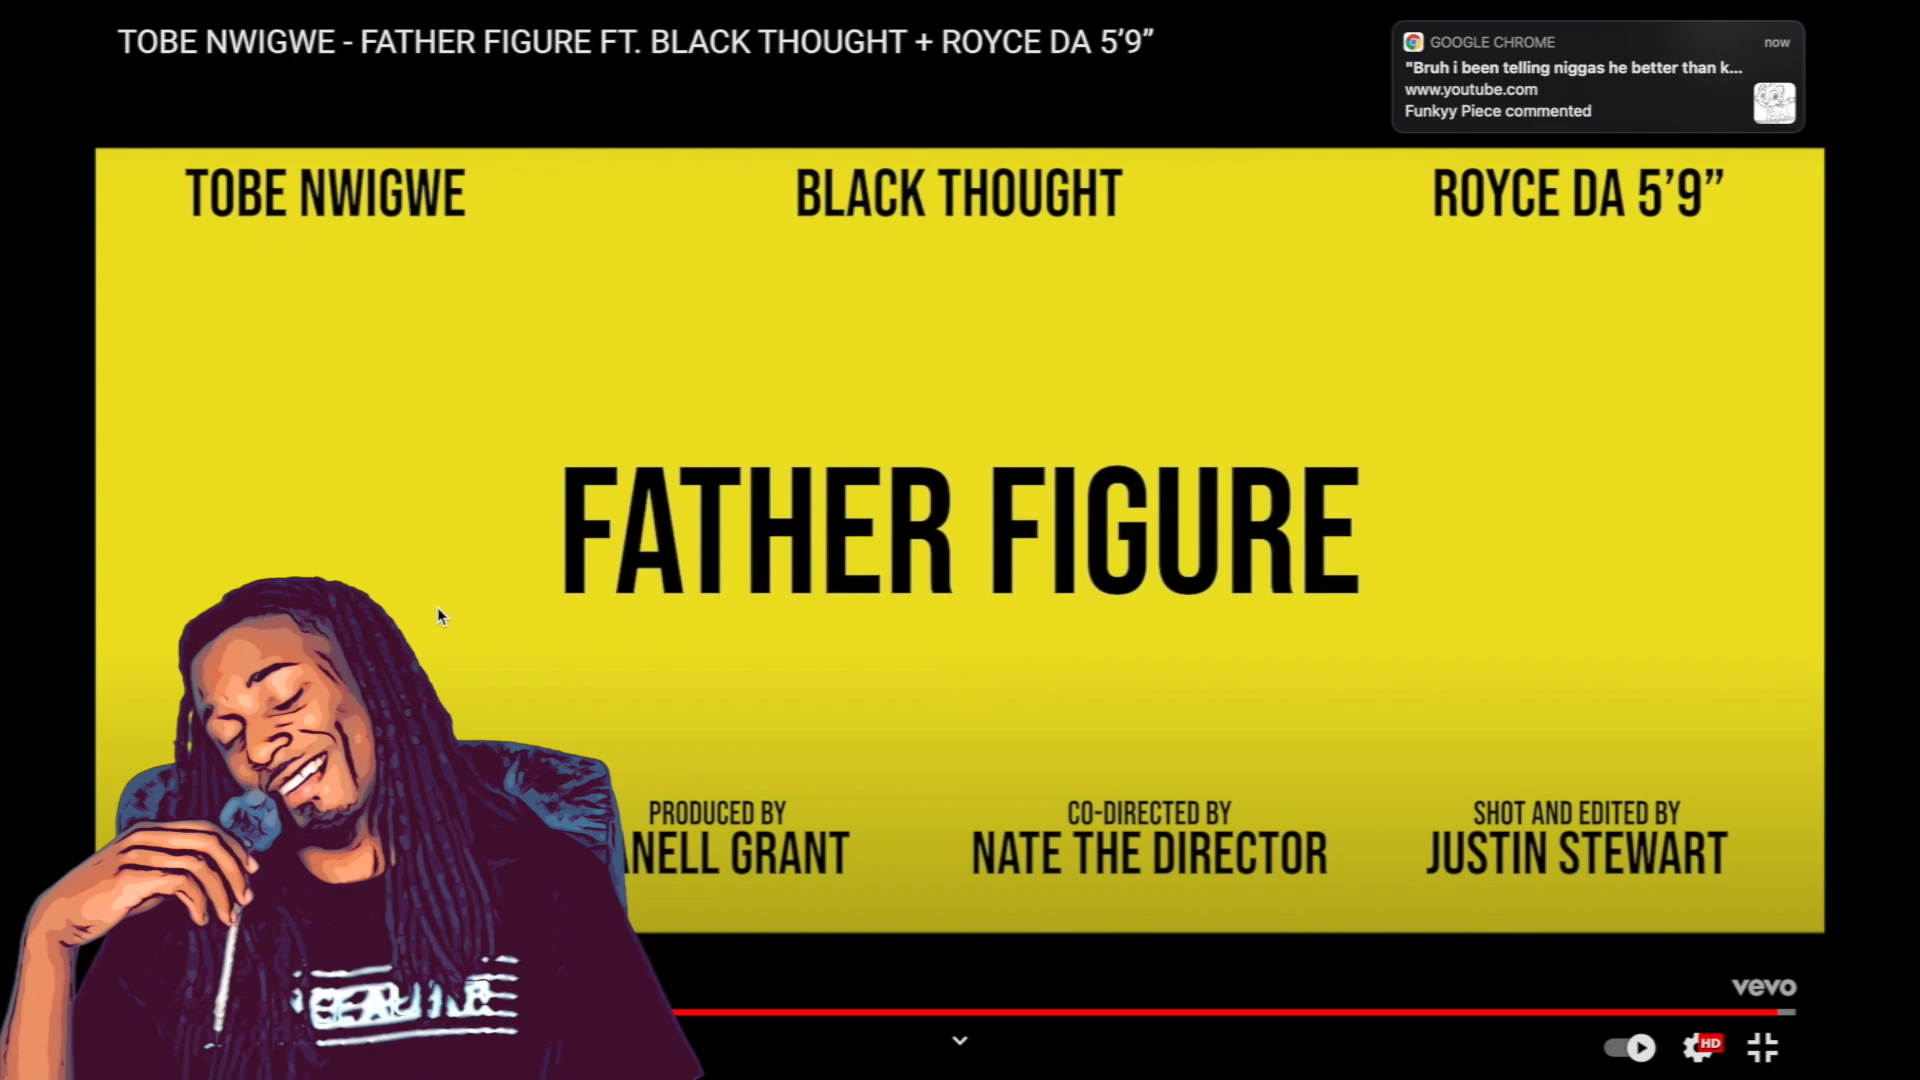 TOBE NWIGWE - FATHER FIGURE FT. BLACK THOUGHT + ROYCE DA 5’9”
GOOGLE CHROME now
"Bruh i been telling niggas he better than k...
www.youtube.com
Funkyy Piece commented
TOBE NWIGWE BLACK THOUGHT ROYCE DA 5’9”
FATHER FIGURE
PRODUCED BY CO-DIRECTED BY SHOT AND EDITED BY
NELL GRANT NATE THE DIRECTOR JUSTIN STEWART
vevo
HD